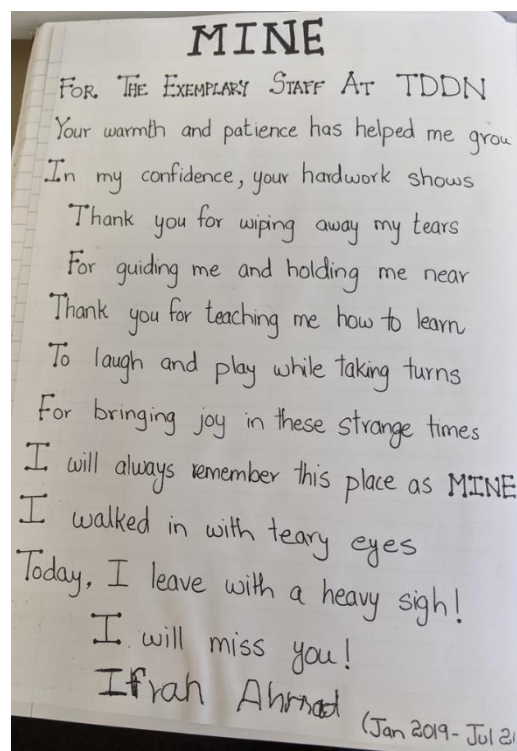 MINE
FOR THE EXEMPLARY STAFF AT TDDN
Your warmth and patience has helped me grow
In my confidence, your hardwork shows
Thank you for wiping away my tears
For guiding me and holding me near
Thank you for teaching me how to learn
To laugh and play while taking turns
For bringing joy in these strange times
I will always remember this place as MINE
I walked in with teary eyes
Today, I leave with a heavy sigh!
I will miss you!
Ifrah Ahmad
(Jan 2019 - Jul 21